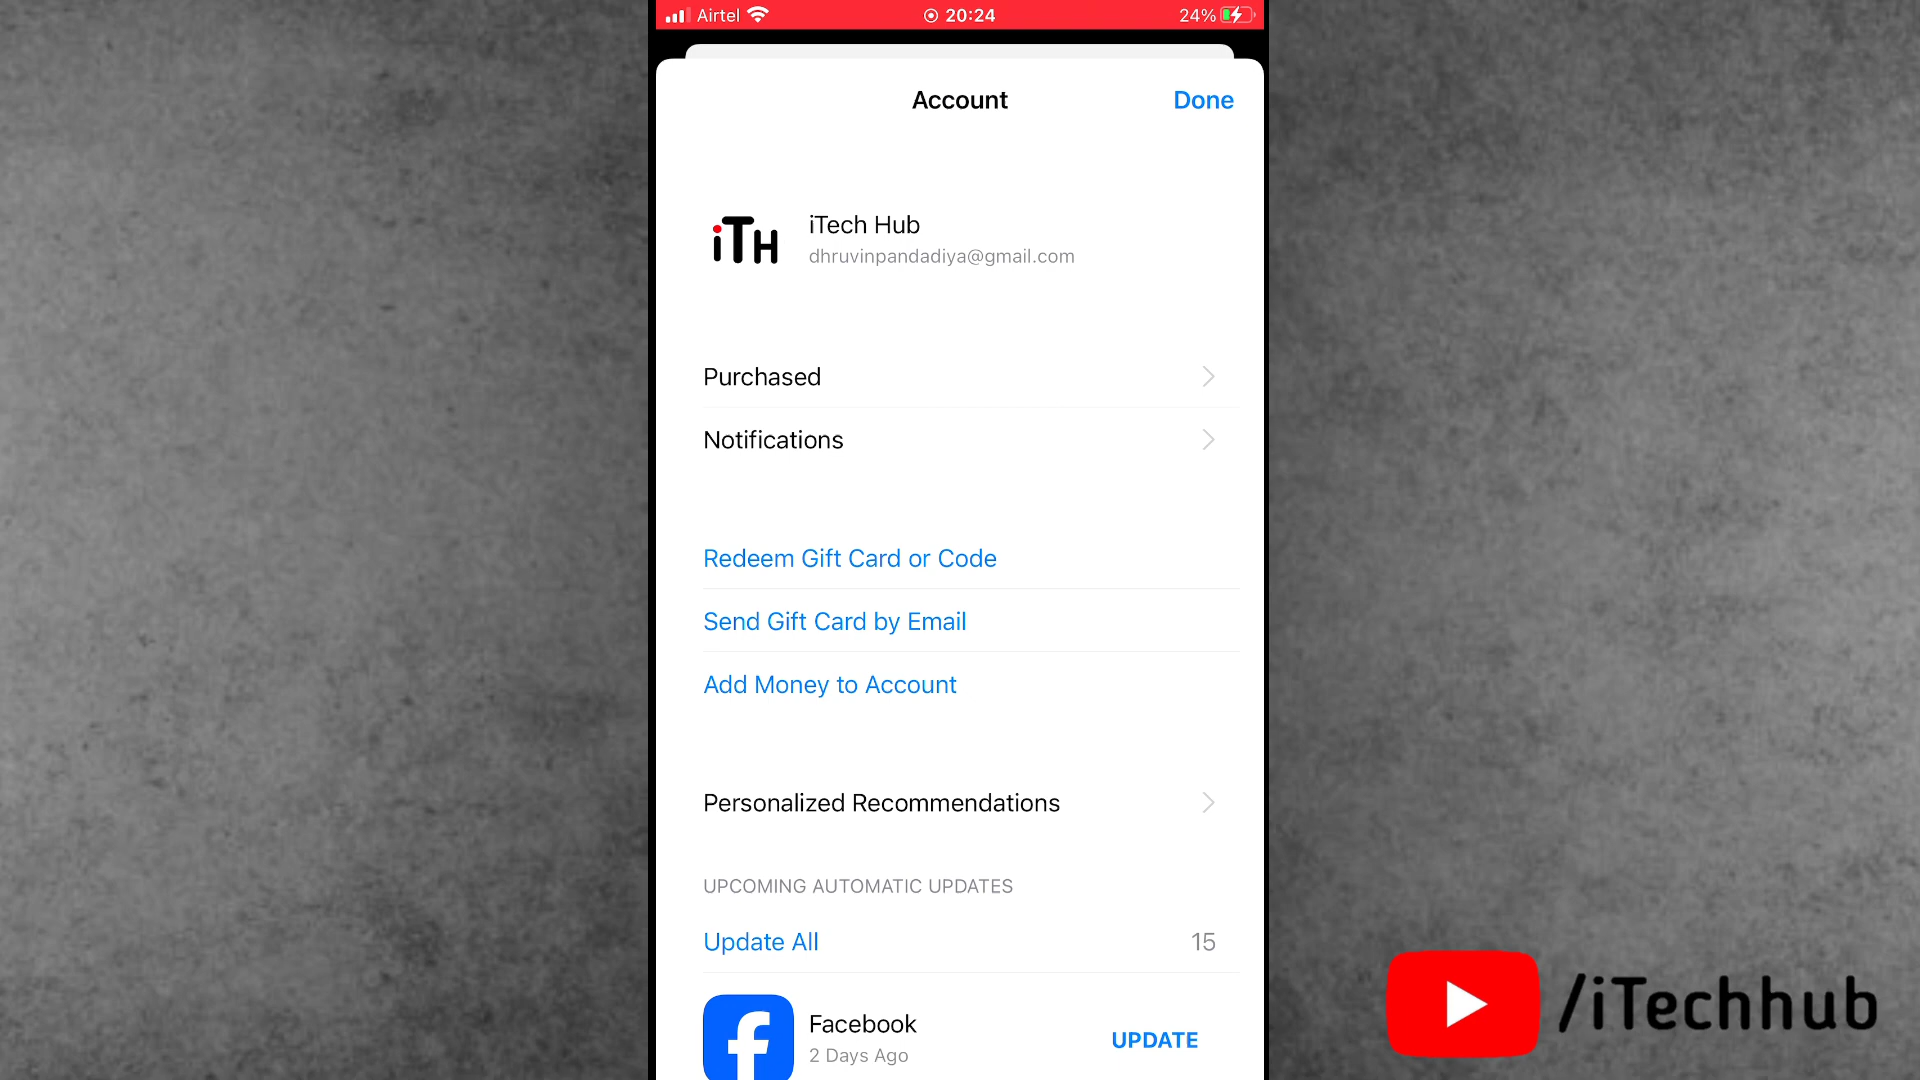 Airtel 20:24 24%
Account Done
iTH iTech Hub
dhruvinpandadiya@gmail.com
Purchased
Notifications
Redeem Gift Card or Code
Send Gift Card by Email
Add Money to Account
Personalized Recommendations
UPCOMING AUTOMATIC UPDATES
Update All 15
Facebook
2 Days Ago
UPDATE
/iTechhub